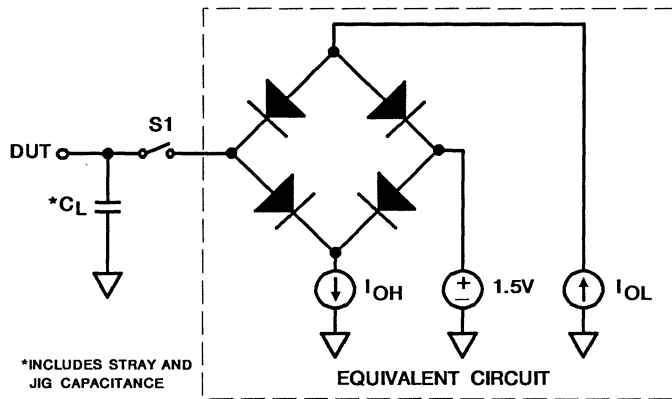 S1
DUT
*CL
IOH
+
–
1.5V
IOL
*INCLUDES STRAY AND
JIG CAPACITANCE
EQUIVALENT CIRCUIT